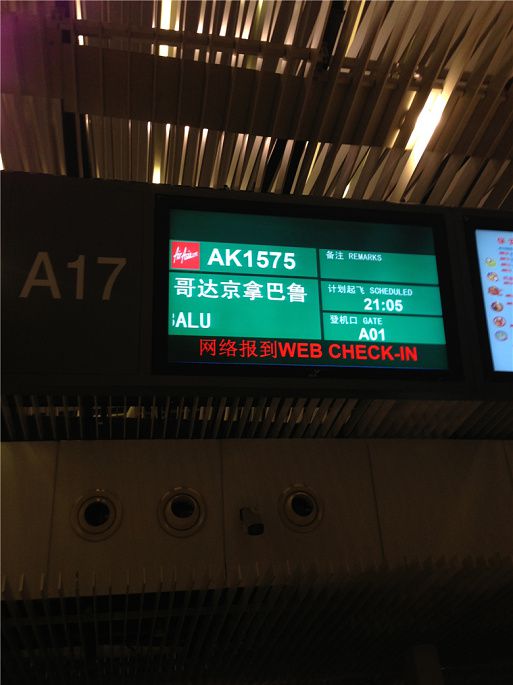 A17
AirAsia
AK1575
备注 REMARKS
哥达京拿巴鲁
ALU
计划起飞 SCHEDULED
21:05
登机口 GATE
A01
网络报到WEB CHECK-IN